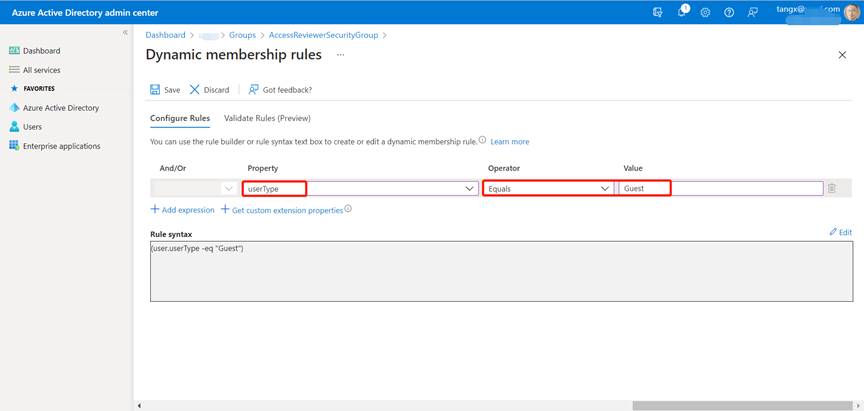 Azure Active Directory admin center
1
tangx@ .com
Dashboard > > Groups > AccessReviewerSecurityGroup >
Dynamic membership rules ...
Dashboard
All services
FAVORITES
Azure Active Directory
Users
Enterprise applications
Save Discard Got feedback?
Configure Rules Validate Rules (Preview)
You can use the rule builder or rule syntax text box to create or edit a dynamic membership rule. Learn more
And/Or Property Operator Value
userType Equals Guest
+ Add expression + Get custom extension properties
Rule syntax Edit
(user.userType -eq "Guest")